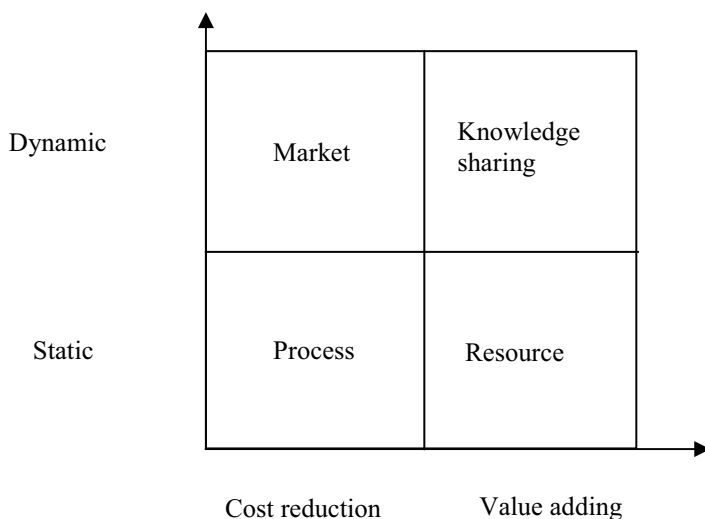 Dynamic
Market
Knowledge
sharing
Static
Process
Resource
Cost reduction
Value adding